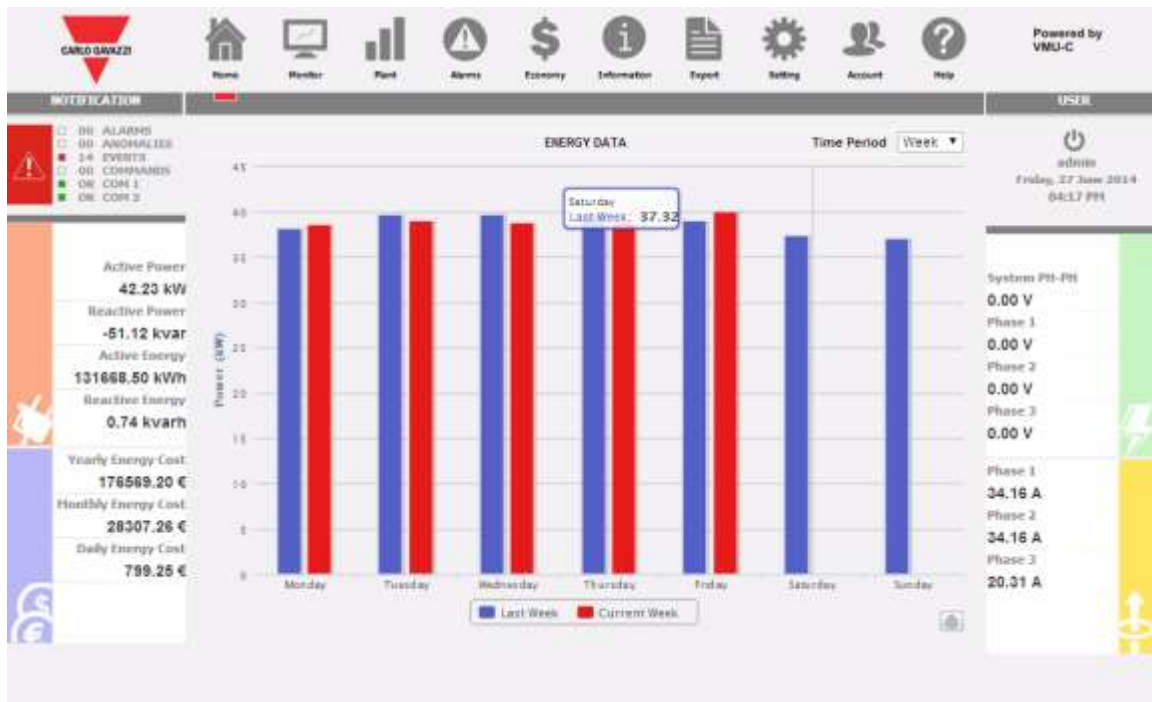 CARLO GAVAZZI
Home
Monitor
Plant
Alarms
Economy
Information
Export
Setting
Account
Help
Powered by
VMU-C
NOTIFICATION
USER
00 ALARMS
00 ANOMALIES
14 EVENTS
00 COMMANDS
OK COM 1
OK COM 2
Active Power
42.23 kW
Reactive Power
-51.12 kvar
Active Energy
131668.50 kWh
Reactive Energy
0.74 kvarh
Yearly Energy Cost
176569.20 €
Monthly Energy Cost
28307.26 €
Daily Energy Cost
799.25 €
ENERGY DATA
Time Period Week
45
40
35
30
25
20
15
10
5
0
Power (kW)
Saturday
Last Week: 37.32
Monday
Tuesday
Wednesday
Thursday
Friday
Saturday
Sunday
Last Week
Current Week
admin
Friday, 27 June 2014
04:17 PM
System PH-PH
0.00 V
Phase 1
0.00 V
Phase 2
0.00 V
Phase 3
0.00 V
Phase 1
34.16 A
Phase 2
34.16 A
Phase 3
20.31 A